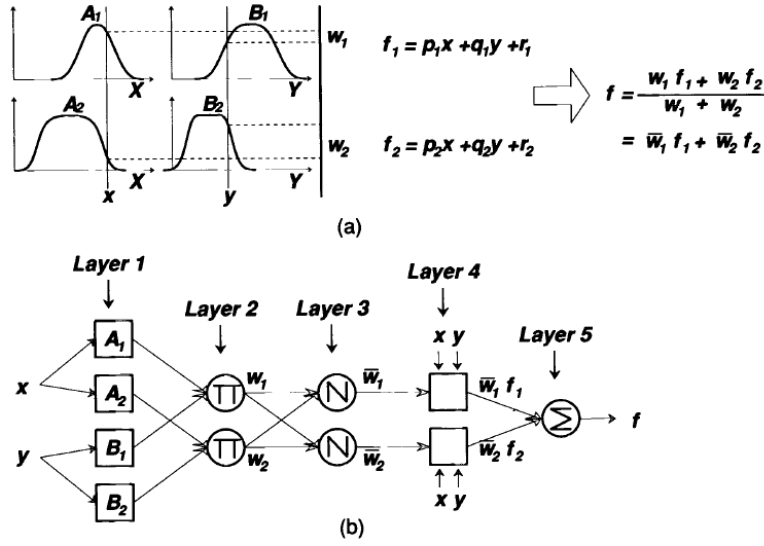 A₁ B₁
w₁
f₁ = p₁x + q₁y + r₁
X Y
A₂ B₂
f = w₁ f₁ + w₂ f₂ / w₁ + w₂
w₂
f₂ = p₂x + q₂y + r₂
= w̅₁ f₁ + w̅₂ f₂
x X y Y
(a)
Layer 1
Layer 4
Layer 2 Layer 3
Layer 5
x y
A₁
w₁ w̅₁ w̅₁ f₁
x A₂ Π N
Σ f
y B₁ Π N
w₂ w̅₂ w̅₂ f₂
B₂
x y
(b)